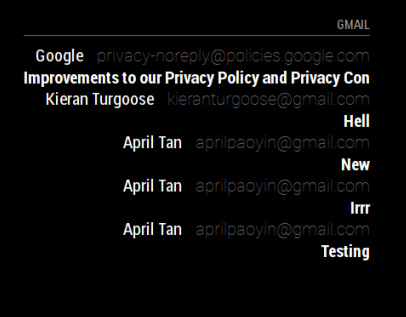 GMAIL
Google privacy-noreply@policies.google.com
Improvements to our Privacy Policy and Privacy Con
Kieran Turgoose kieranturgoose@gmail.com
Hell
April Tan aprilpaoyin@gmail.com
New
April Tan aprilpaoyin@gmail.com
Irrr
April Tan aprilpaoyin@gmail.com
Testing